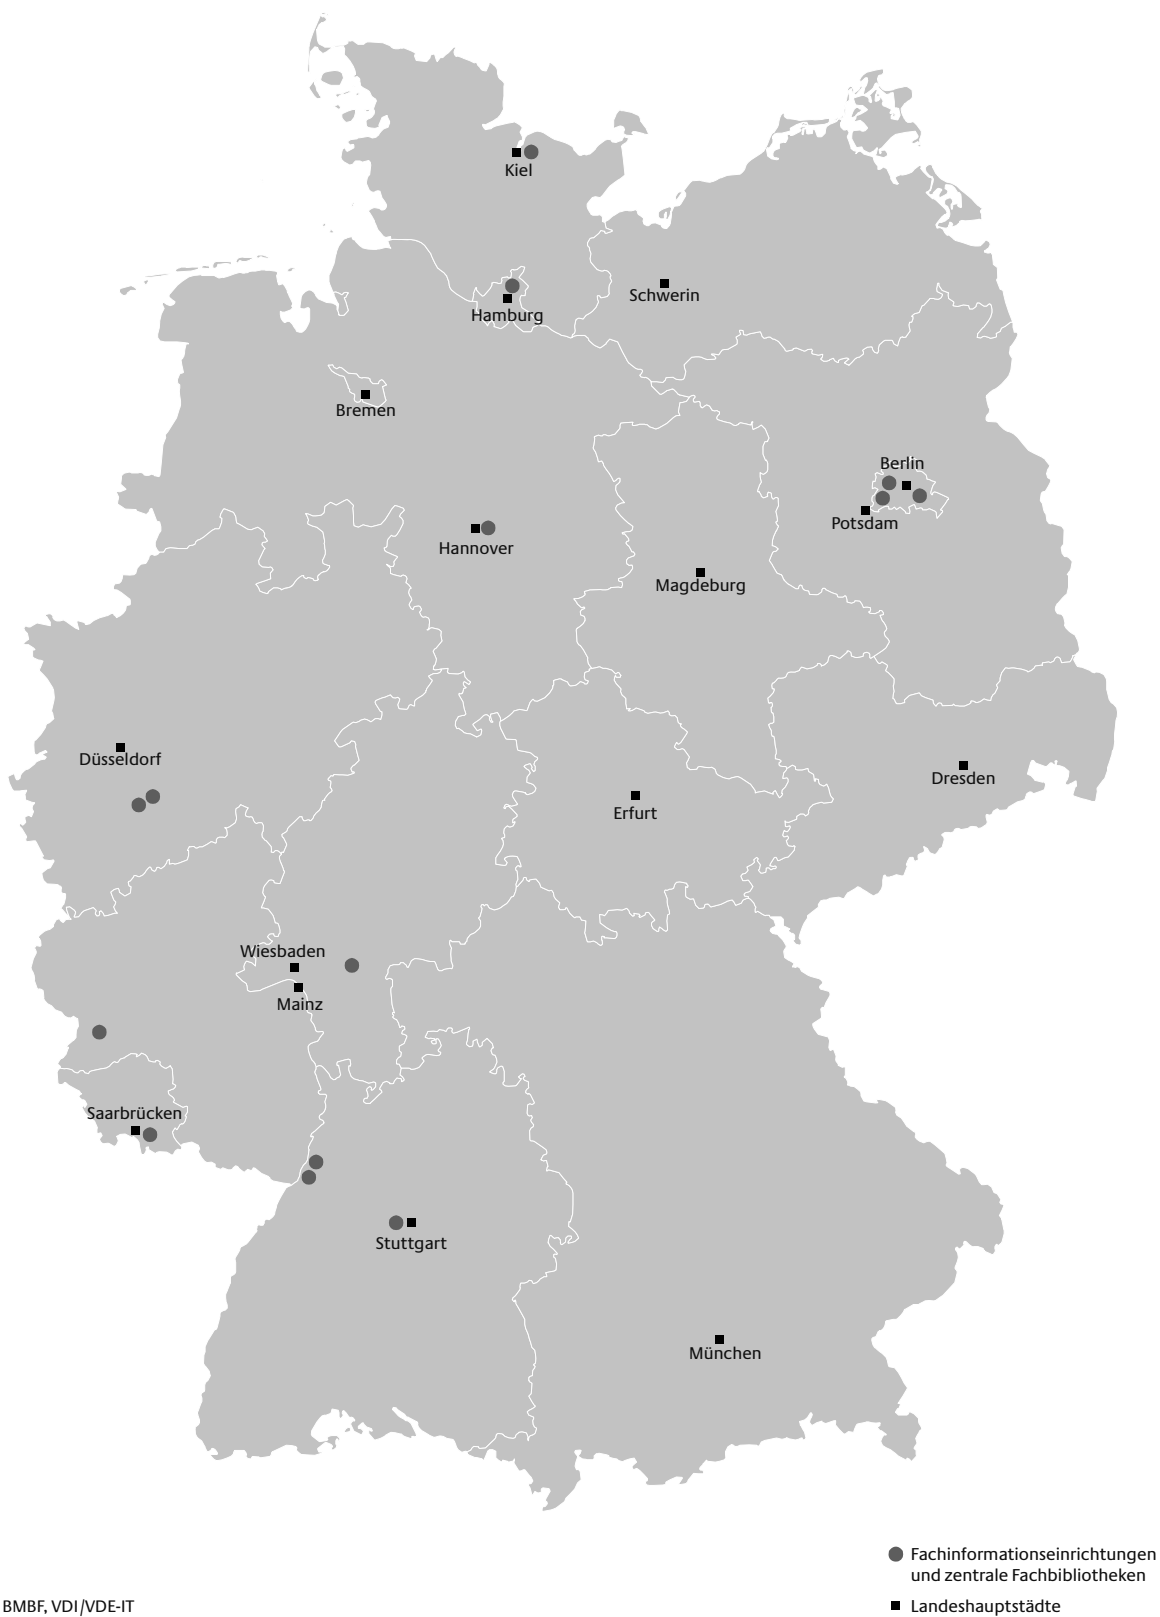 Kiel
Schwerin
Hamburg
Bremen
Berlin
Potsdam
Hannover
Magdeburg
Düsseldorf
Dresden
Erfurt
Wiesbaden
Mainz
Saarbrücken
Stuttgart
München
Fachinformationseinrichtungen
und zentrale Fachbibliotheken
Landeshauptstädte
BMBF, VDI/VDE-IT